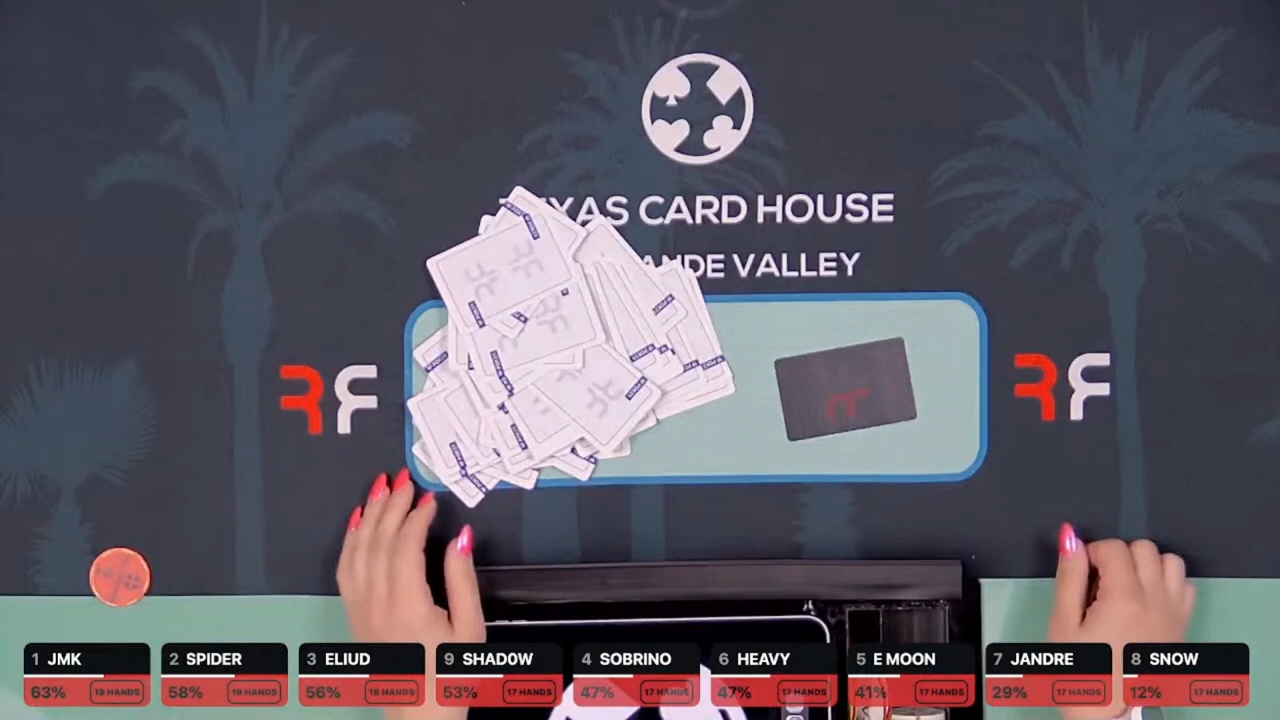 TEXAS CARD HOUSE
ANDE VALLEY
RF
RF
1 JMK
63% 19 HANDS
2 SPIDER
58% 19 HANDS
3 ELIUD
56% 18 HANDS
9 SHADOW
53% 17 HANDS
4 SOBRINO
47% 17 HANDS
6 HEAVY
47% 17 HANDS
5 E MOON
41% 17 HANDS
7 JANDRE
29% 17 HANDS
8 SNOW
12% 17 HANDS